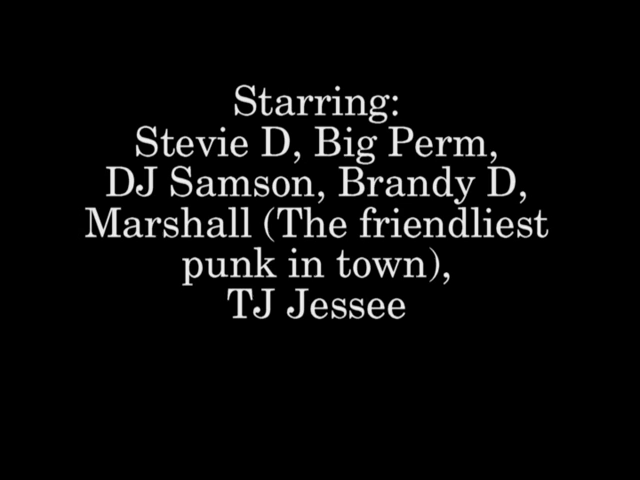 Starring:
Stevie D, Big Perm,
DJ Samson, Brandy D,
Marshall (The friendliest
punk in town),
TJ Jessee